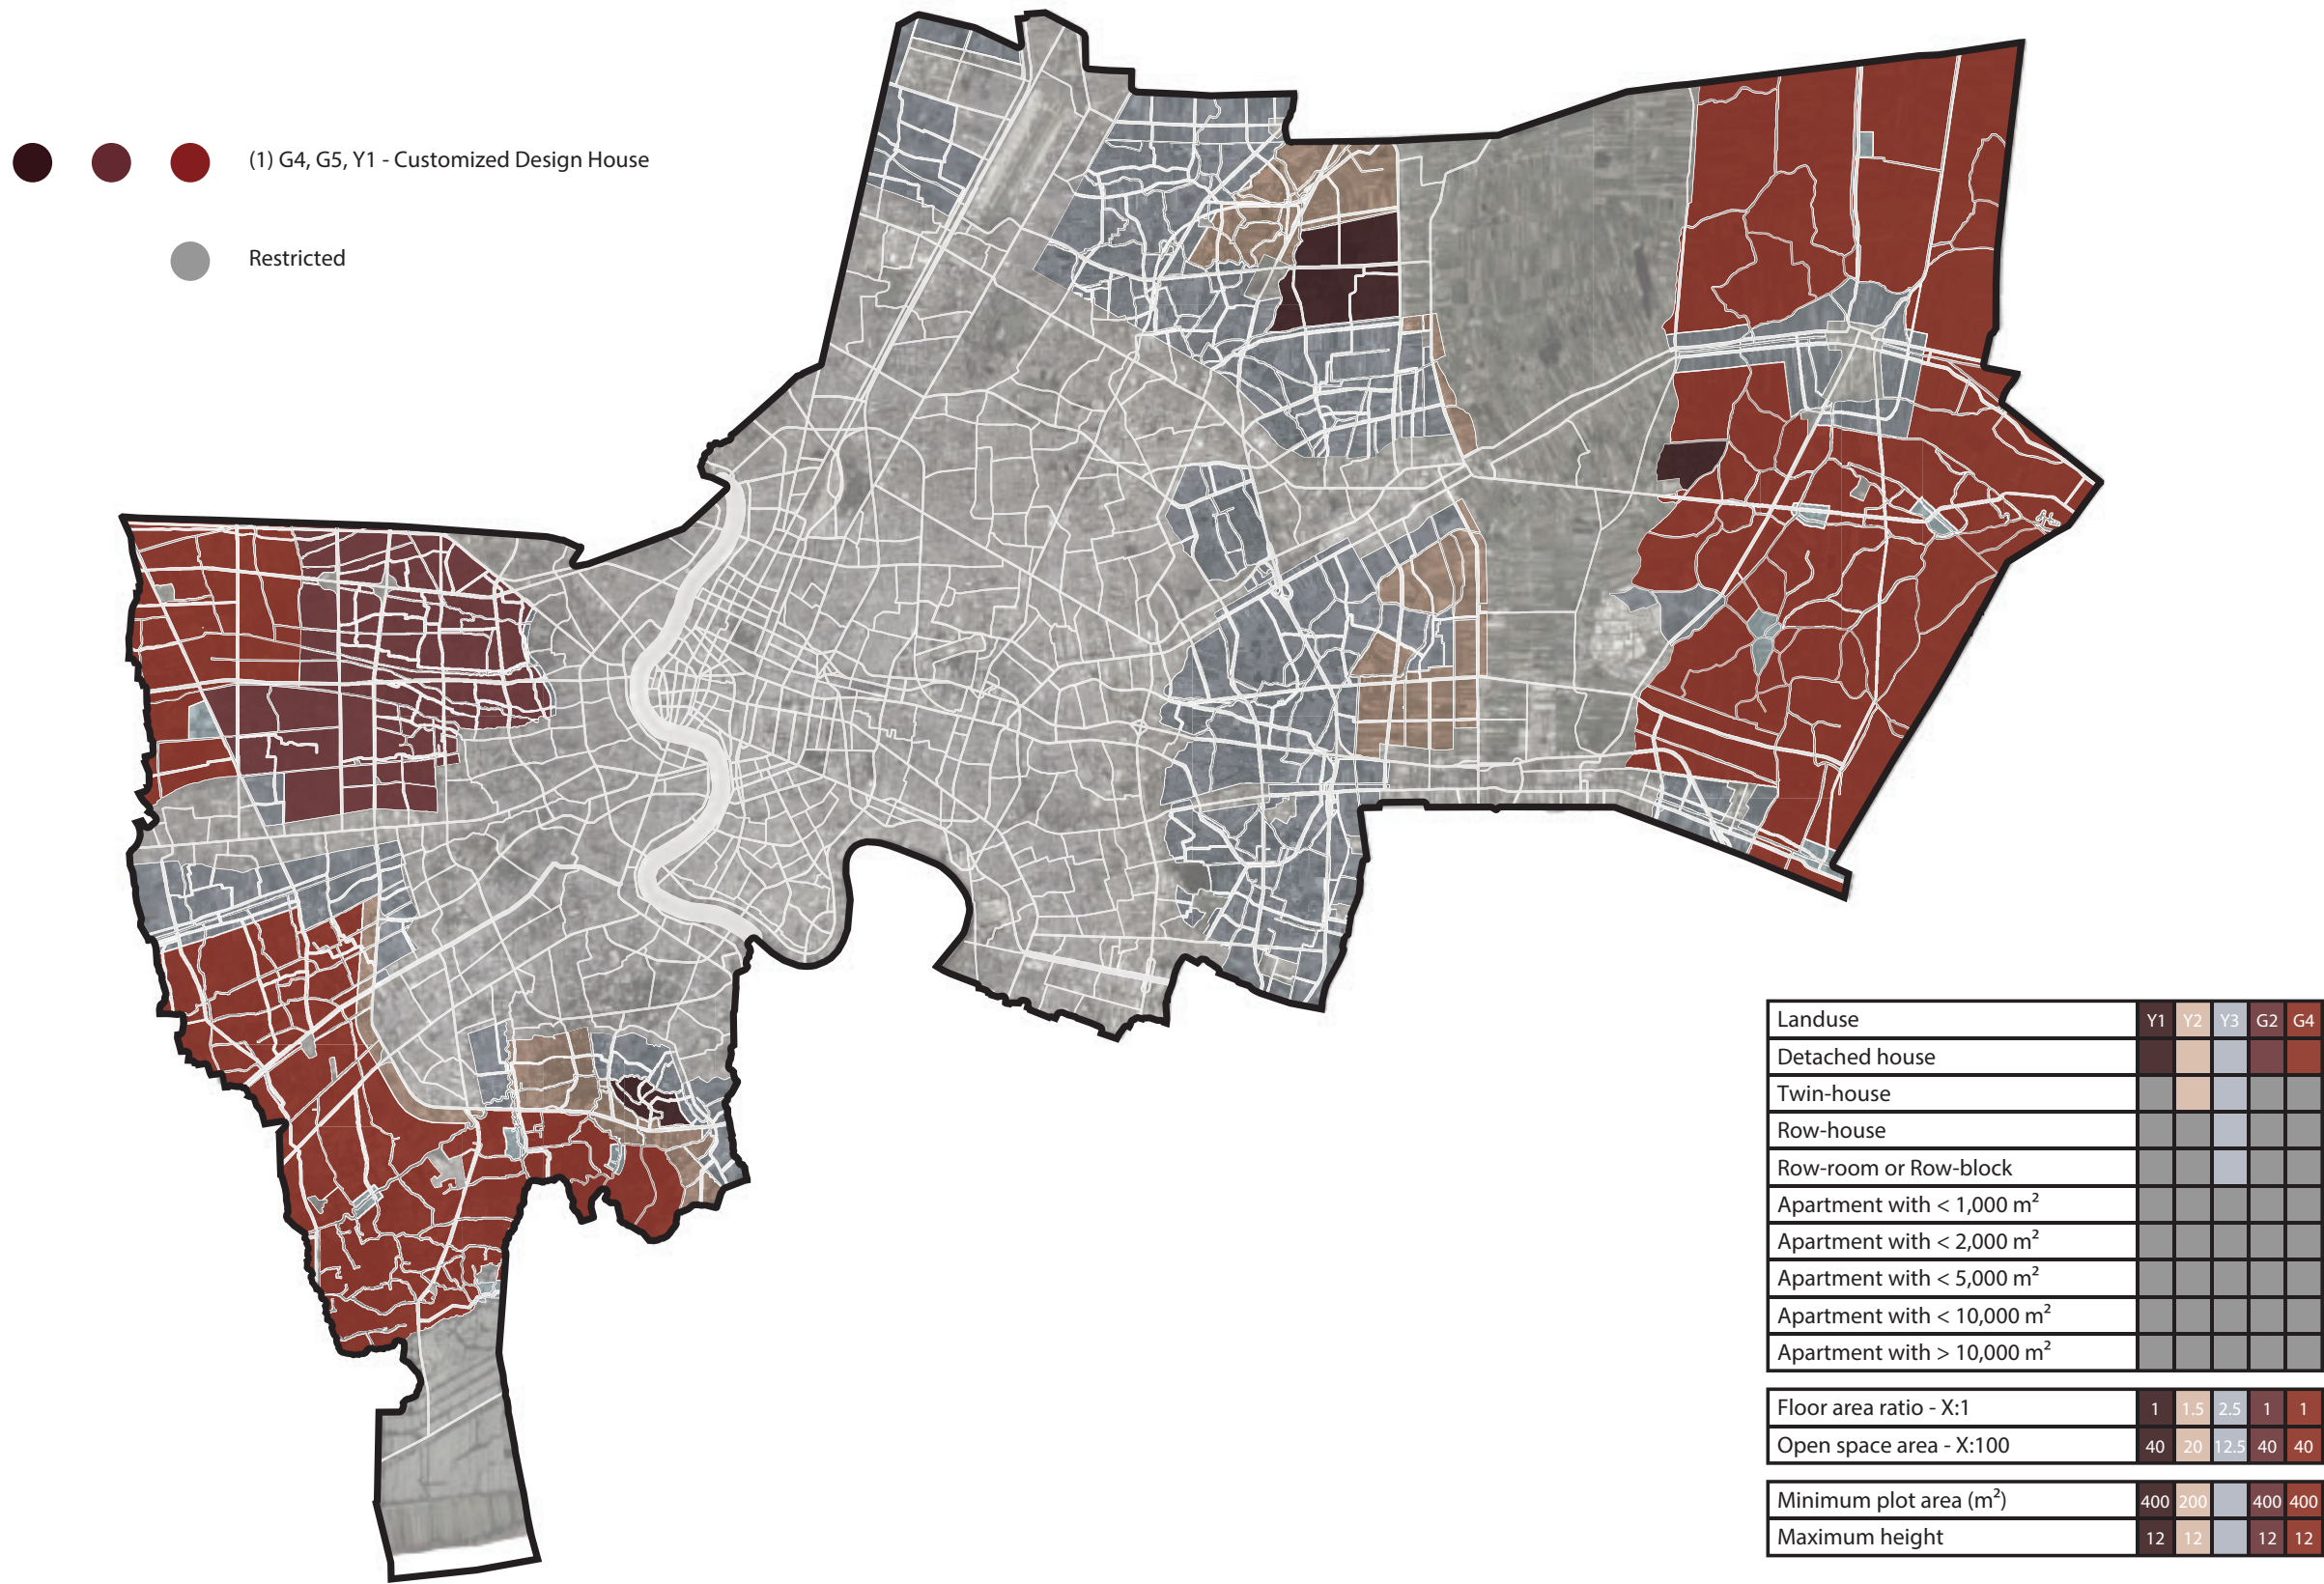 (1) G4, G5, Y1 - Customized Design House
Restricted
Landuse Y1 Y2 Y3 G2 G4
Detached house
Twin-house
Row-house
Row-room or Row-block
Apartment with < 1,000 m²
Apartment with < 2,000 m²
Apartment with < 5,000 m²
Apartment with < 10,000 m²
Apartment with > 10,000 m²
Floor area ratio - X:1 1 1.5 2.5 1 1
Open space area - X:100 40 20 12.5 40 40
Minimum plot area (m²) 400 200 400 400
Maximum height 12 12 12 12